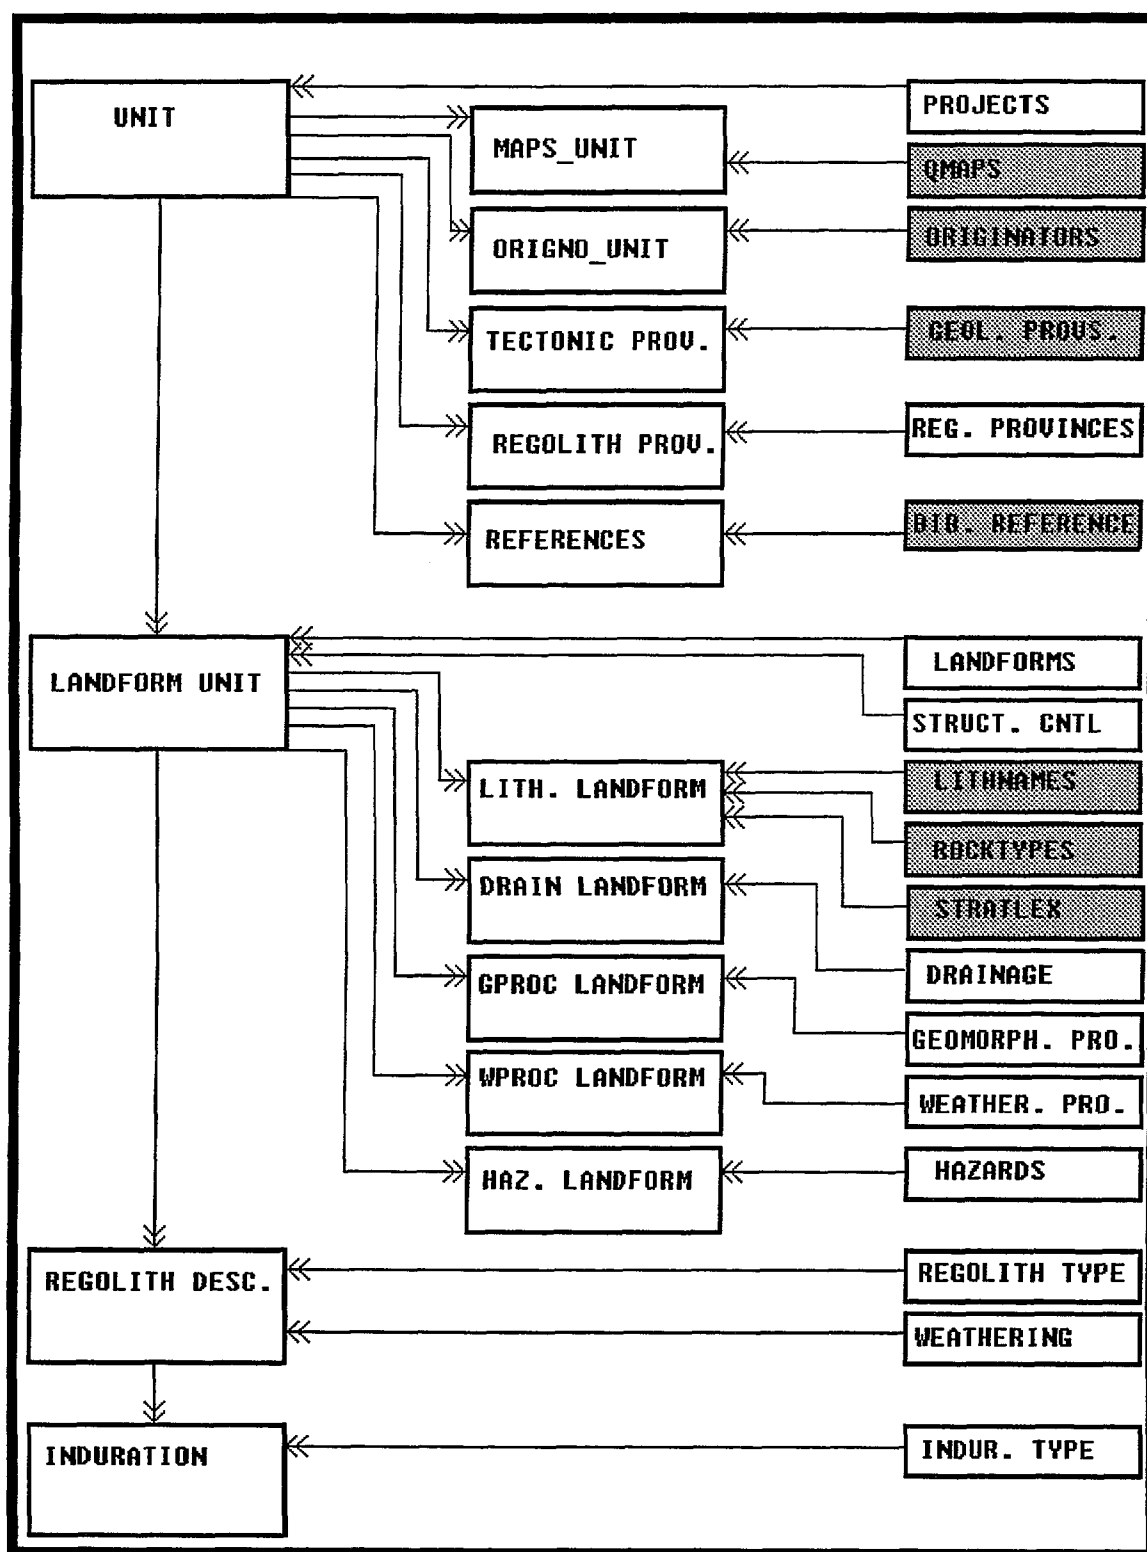 UNIT
PROJECTS
MAPS_UNIT
QMAPS
ORIGNO_UNIT
ORIGINATORS
TECTONIC PROV.
GEOL. PROVS.
REGOLITH PROV.
REG. PROVINCES
REFERENCES
BIB. REFERENCE
LANDFORM UNIT
LANDFORMS
STRUCT. CNTL
LITH. LANDFORM
LITHNAMES
ROCKTYPES
DRAIN LANDFORM
STRATLEX
DRAINAGE
GPROC LANDFORM
GEOMORPH. PRO.
WPROC LANDFORM
WEATHER. PRO.
HAZ. LANDFORM
HAZARDS
REGOLITH DESC.
REGOLITH TYPE
WEATHERING
INDURATION
INDUR. TYPE